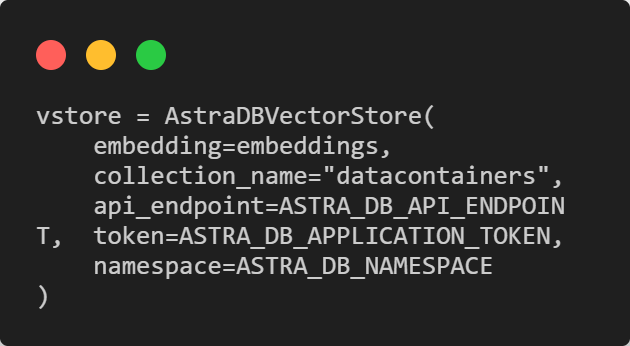 vstore = AstraDBVectorStore(
    embedding=embeddings,
    collection_name="datacontainers",
    api_endpoint=ASTRA_DB_API_ENDPOIN
T,  token=ASTRA_DB_APPLICATION_TOKEN,
    namespace=ASTRA_DB_NAMESPACE
)